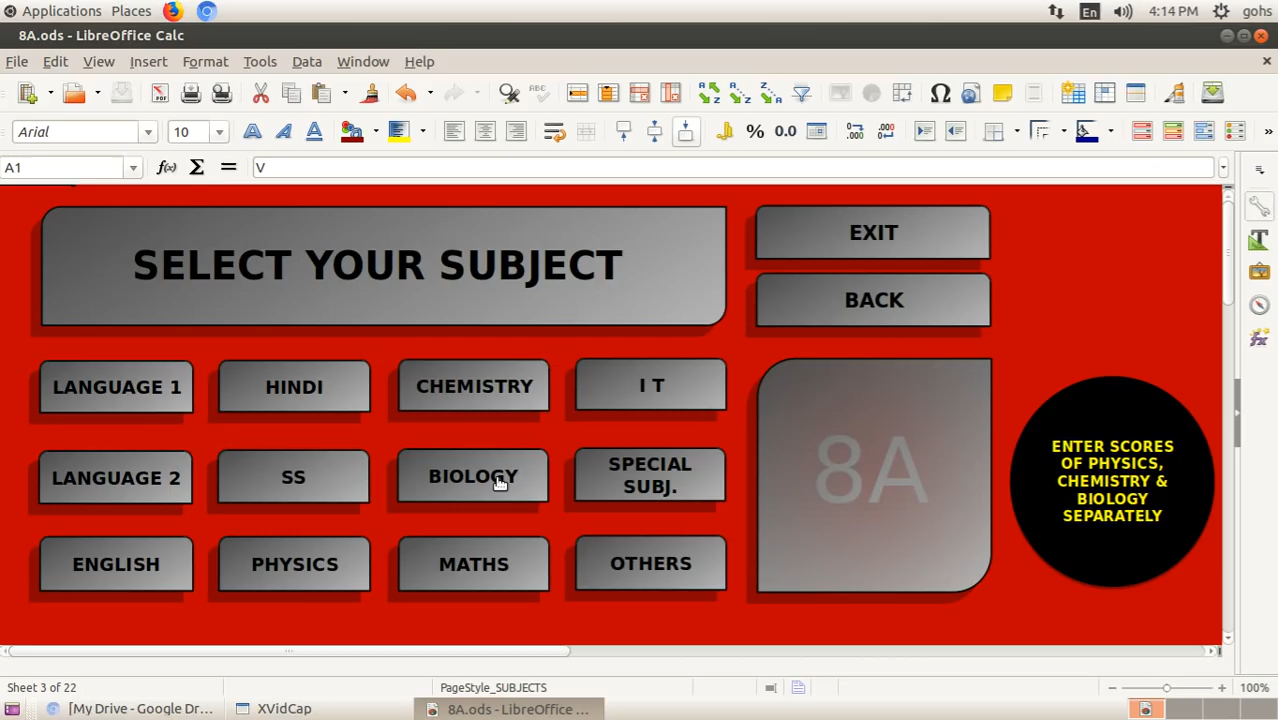 Applications Places En 4:14 PM gohs
8A.ods - LibreOffice Calc
File Edit View Insert Format Tools Data Window Help
Arial 10
A1 V
SELECT YOUR SUBJECT
EXIT
BACK
LANGUAGE 1 HINDI CHEMISTRY I T
LANGUAGE 2 SS BIOLOGY SPECIAL
SUBJ.
ENGLISH PHYSICS MATHS OTHERS
8A
ENTER SCORES
OF PHYSICS,
CHEMISTRY &
BIOLOGY
SEPARATELY
Sheet 3 of 22 PageStyle_SUBJECTS 100%
[My Drive - Google Dr... XVidCap 8A.ods - LibreOffice ...